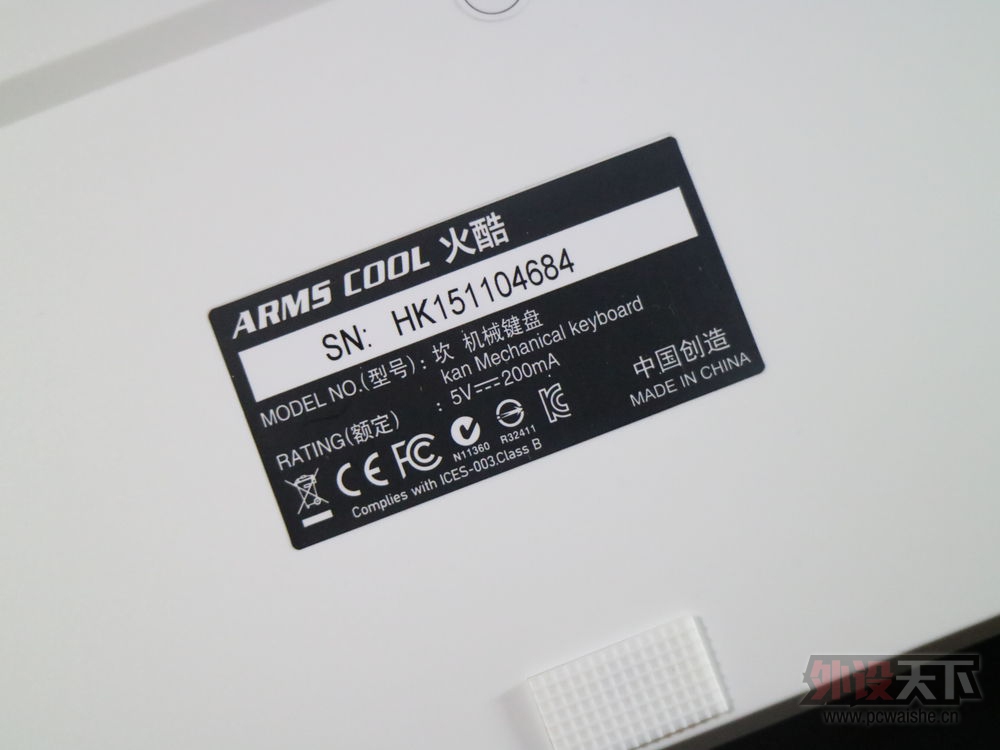 ARMS COOL 火酷
SN: HK151104684
MODEL NO.(型号) : 坎 机械键盘
kan Mechanical keyboard
RATING(额定) : 5V⎓200mA
中国创造
MADE IN CHINA
CE FC N11360 R32411
Complies with ICES-003.Class B
外设天下
www.pcwaishe.cn